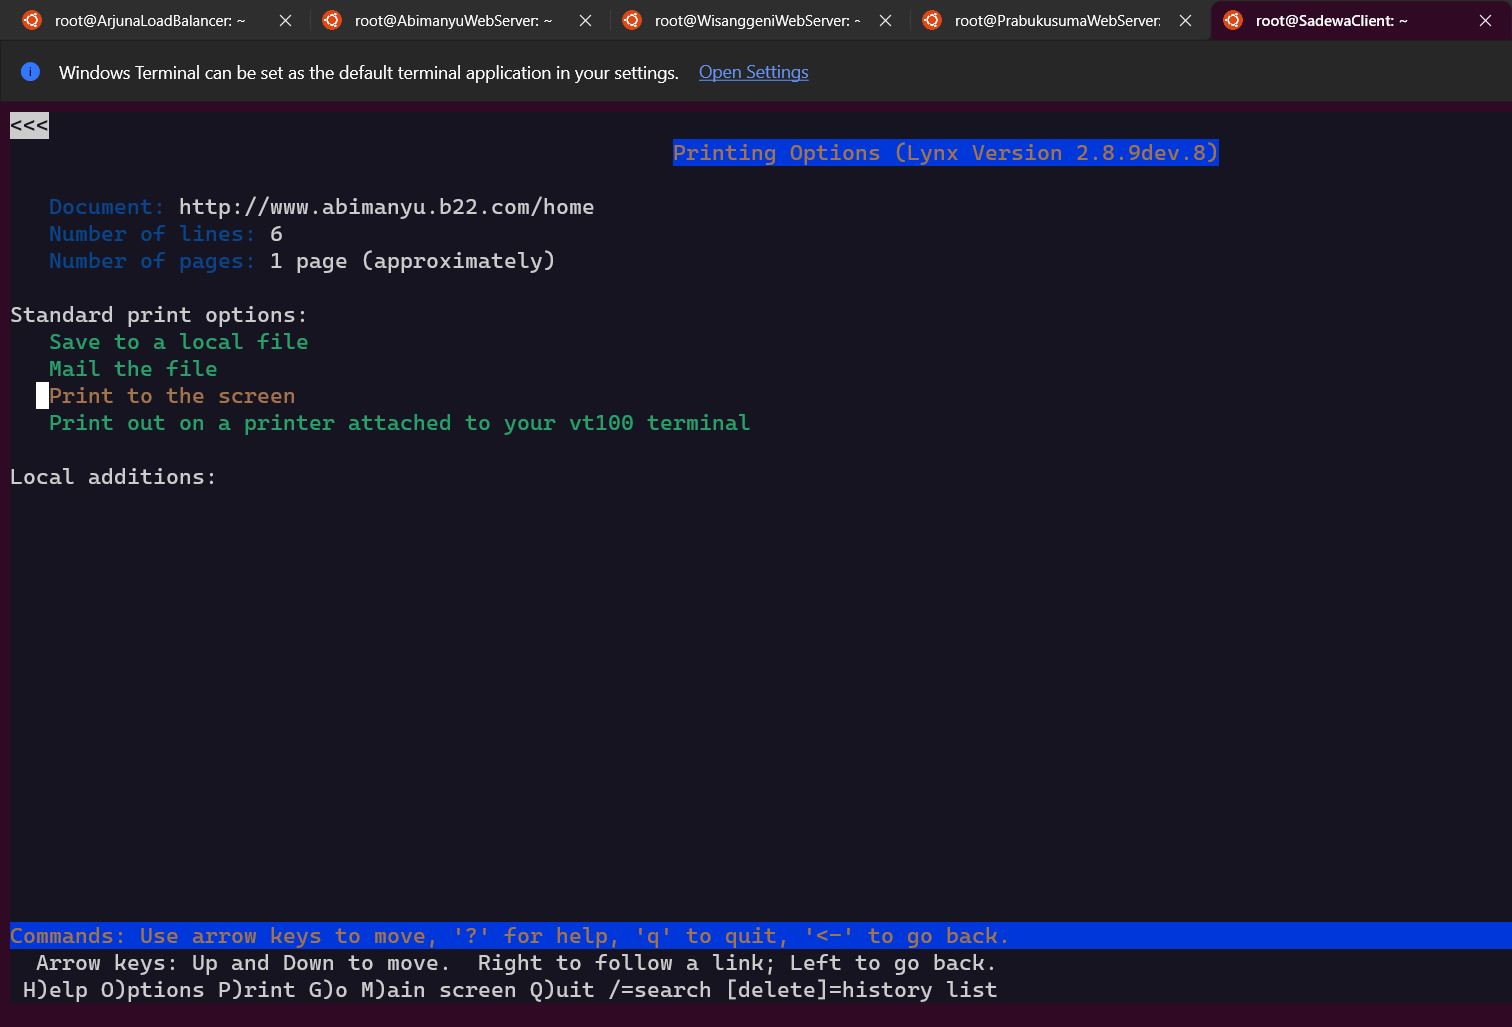 root@ArjunaLoadBalancer: ~
root@AbimanyuWebServer: ~
root@WisanggeniWebServer: ~
root@PrabukusumaWebServer:
root@SadewaClient: ~
Windows Terminal can be set as the default terminal application in your settings. Open Settings
<<<
Printing Options (Lynx Version 2.8.9dev.8)
Document: http://www.abimanyu.b22.com/home
Number of lines: 6
Number of pages: 1 page (approximately)
Standard print options:
Save to a local file
Mail the file
Print to the screen
Print out on a printer attached to your vt100 terminal
Local additions:
Commands: Use arrow keys to move, '?' for help, 'q' to quit, '<-' to go back.
Arrow keys: Up and Down to move.  Right to follow a link; Left to go back.
H)elp O)ptions P)rint G)o M)ain screen Q)uit /=search [delete]=history list